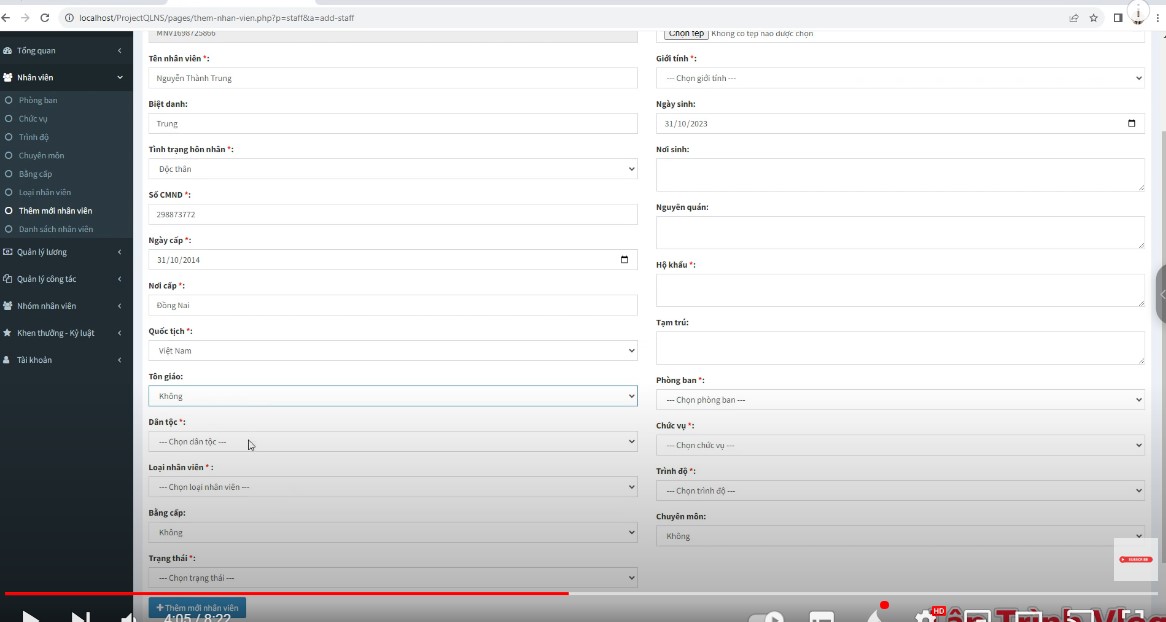 localhost/ProjectQLNS/pages/them-nhan-vien.php?p=staff&a=add-staff
Tổng quan
Nhân viên
Phòng ban
Chức vụ
Trình độ
Chuyên môn
Bằng cấp
Loại nhân viên
Thêm mới nhân viên
Danh sách nhân viên
Quản lý lương
Quản lý công tác
Nhóm nhân viên
Khen thưởng - Kỷ luật
Tài khoản
MNV1698725866
Tên nhân viên *:
Nguyễn Thành Trung
Biệt danh:
Trung
Tình trạng hôn nhân *:
Độc thân
Số CMND *:
298873772
Ngày cấp *:
31/10/2014
Nơi cấp *:
Đồng Nai
Quốc tịch *:
Việt Nam
Tôn giáo:
Không
Dân tộc *:
--- Chọn dân tộc ---
Loại nhân viên * :
--- Chọn loại nhân viên ---
Bằng cấp:
Không
Trạng thái *:
--- Chọn trạng thái ---
+ Thêm mới nhân viên
Chọn tệp Không có tệp nào được chọn
Giới tính *:
--- Chọn giới tính ---
Ngày sinh:
31/10/2023
Nơi sinh:
Nguyên quán:
Hộ khẩu *:
Tạm trú:
Phòng ban *:
--- Chọn phòng ban ---
Chức vụ *:
--- Chọn chức vụ ---
Trình độ *:
--- Chọn trình độ ---
Chuyên môn:
Không
SUBSCRIBE
4:05 / 8:22
HD
Trình Vlog